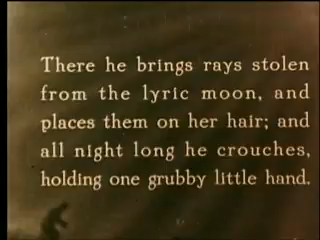 There he brings rays stolen
from the lyric moon, and
places them on her hair; and
all night long he crouches,
holding one grubby little hand.